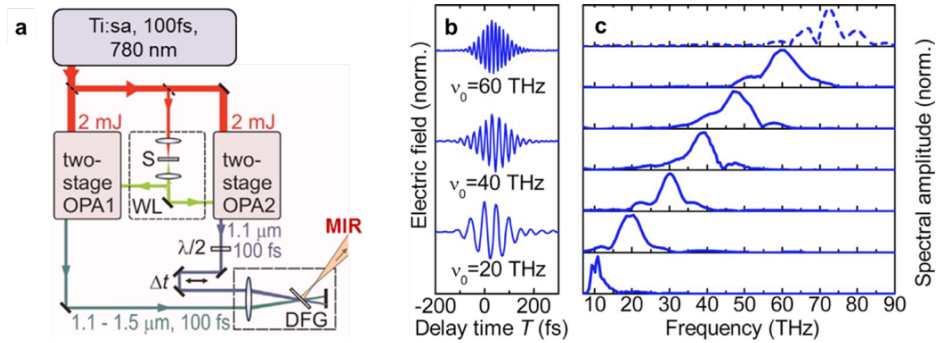 a
Ti:sa, 100fs,
780 nm
2 mJ
2 mJ
two-
stage
OPA1
S
WL
two-
stage
OPA2
1.1 μm
100 fs
λ/2
MIR
Δt
DFG
1.1 - 1.5 μm, 100 fs
b
Electric field (norm.)
ν₀=60 THz
ν₀=40 THz
ν₀=20 THz
-200 0 200
Delay time T (fs)
c
10 20 30 40 50 60 70 80 90
Frequency (THz)
Spectral amplitude (norm.)